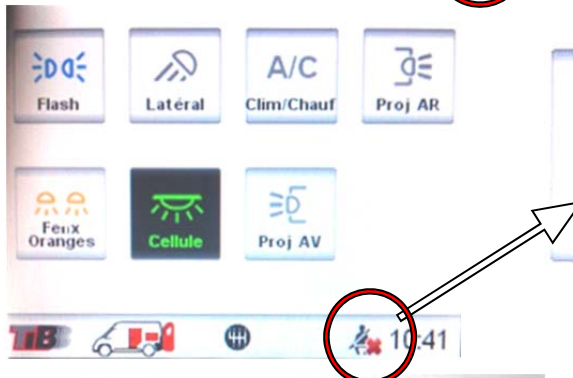 Flash
Latéral
A/C
Clim/Chauf
Proj AR
Feux
Oranges
Cellule
Proj AV
TIB
10:41